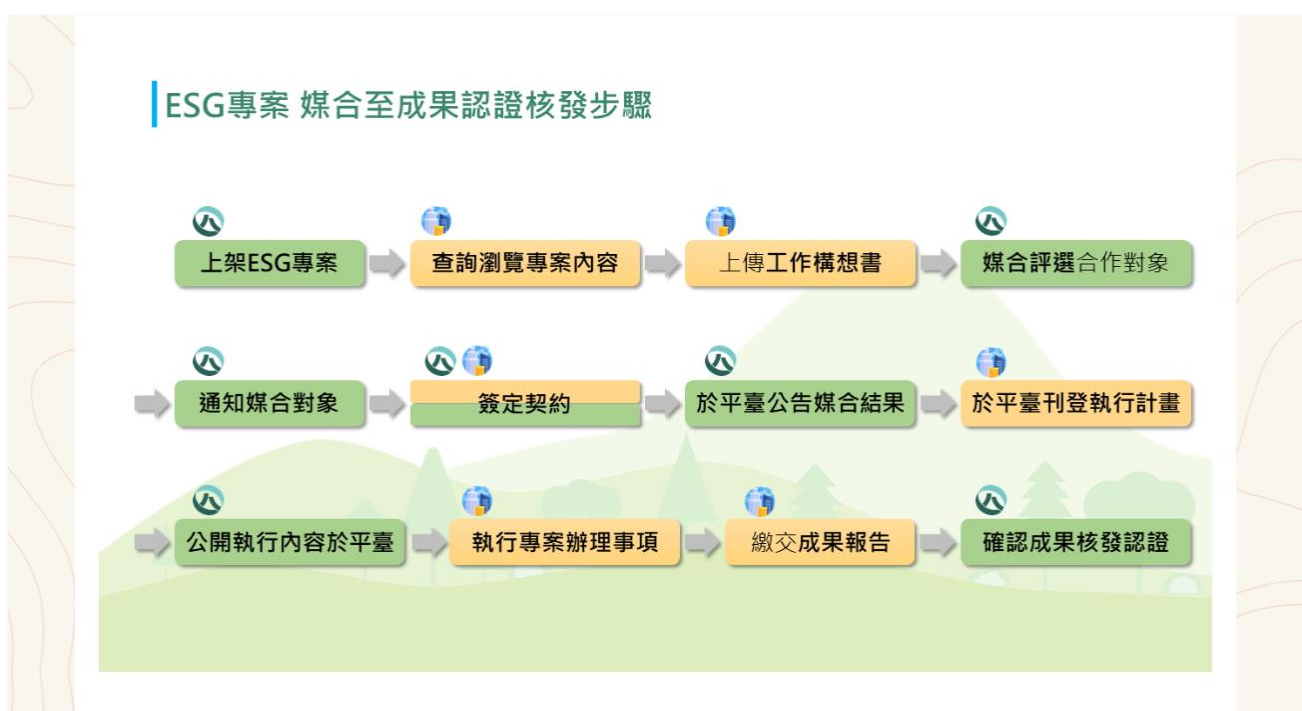 ESG專案 媒合至成果認證核發步驟
上架ESG專案
查詢瀏覽專案內容
上傳工作構想書
媒合評選合作對象
通知媒合對象
簽定契約
於平臺公告媒合結果
於平臺刊登執行計畫
公開執行內容於平臺
執行專案辦理事項
繳交成果報告
確認成果核發認證